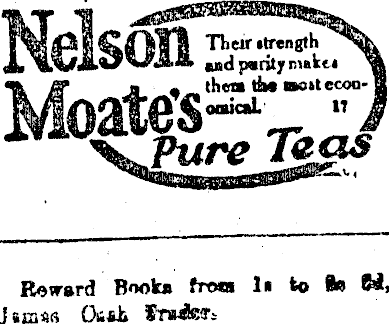 Nelson
Moate's
Their strength
and purity makes
them the most econ-
omical. 17
Pure Teas
Reward Books from 1s to 6d,
James Cash Trader.